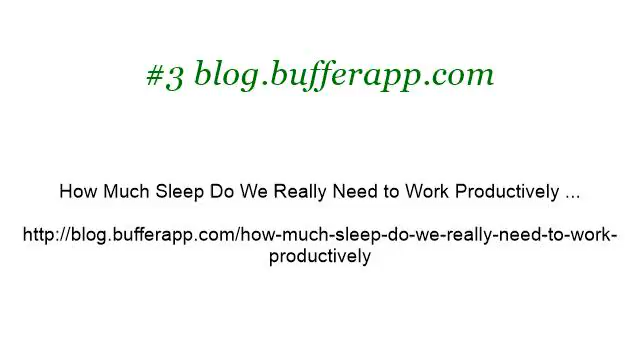 #3 blog.bufferapp.com
How Much Sleep Do We Really Need to Work Productively ...
http://blog.bufferapp.com/how-much-sleep-do-we-really-need-to-work-
productively